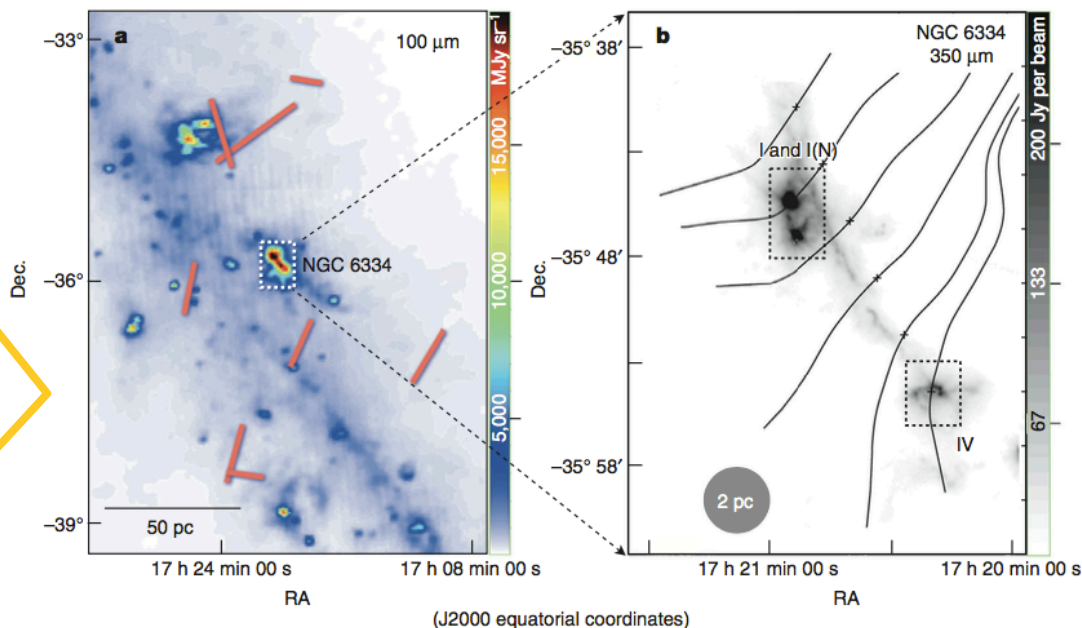 a
100 μm
MJy sr⁻¹
15,000
10,000
5,000
−33°
−36°
−39°
Dec.
NGC 6334
50 pc
17 h 24 min 00 s
17 h 08 min 00 s
RA
b
NGC 6334
350 μm
Jy per beam
200
133
67
−35° 38′
−35° 48′
−35° 58′
Dec.
I and I(N)
IV
2 pc
17 h 21 min 00 s
17 h 20 min 00 s
RA
(J2000 equatorial coordinates)